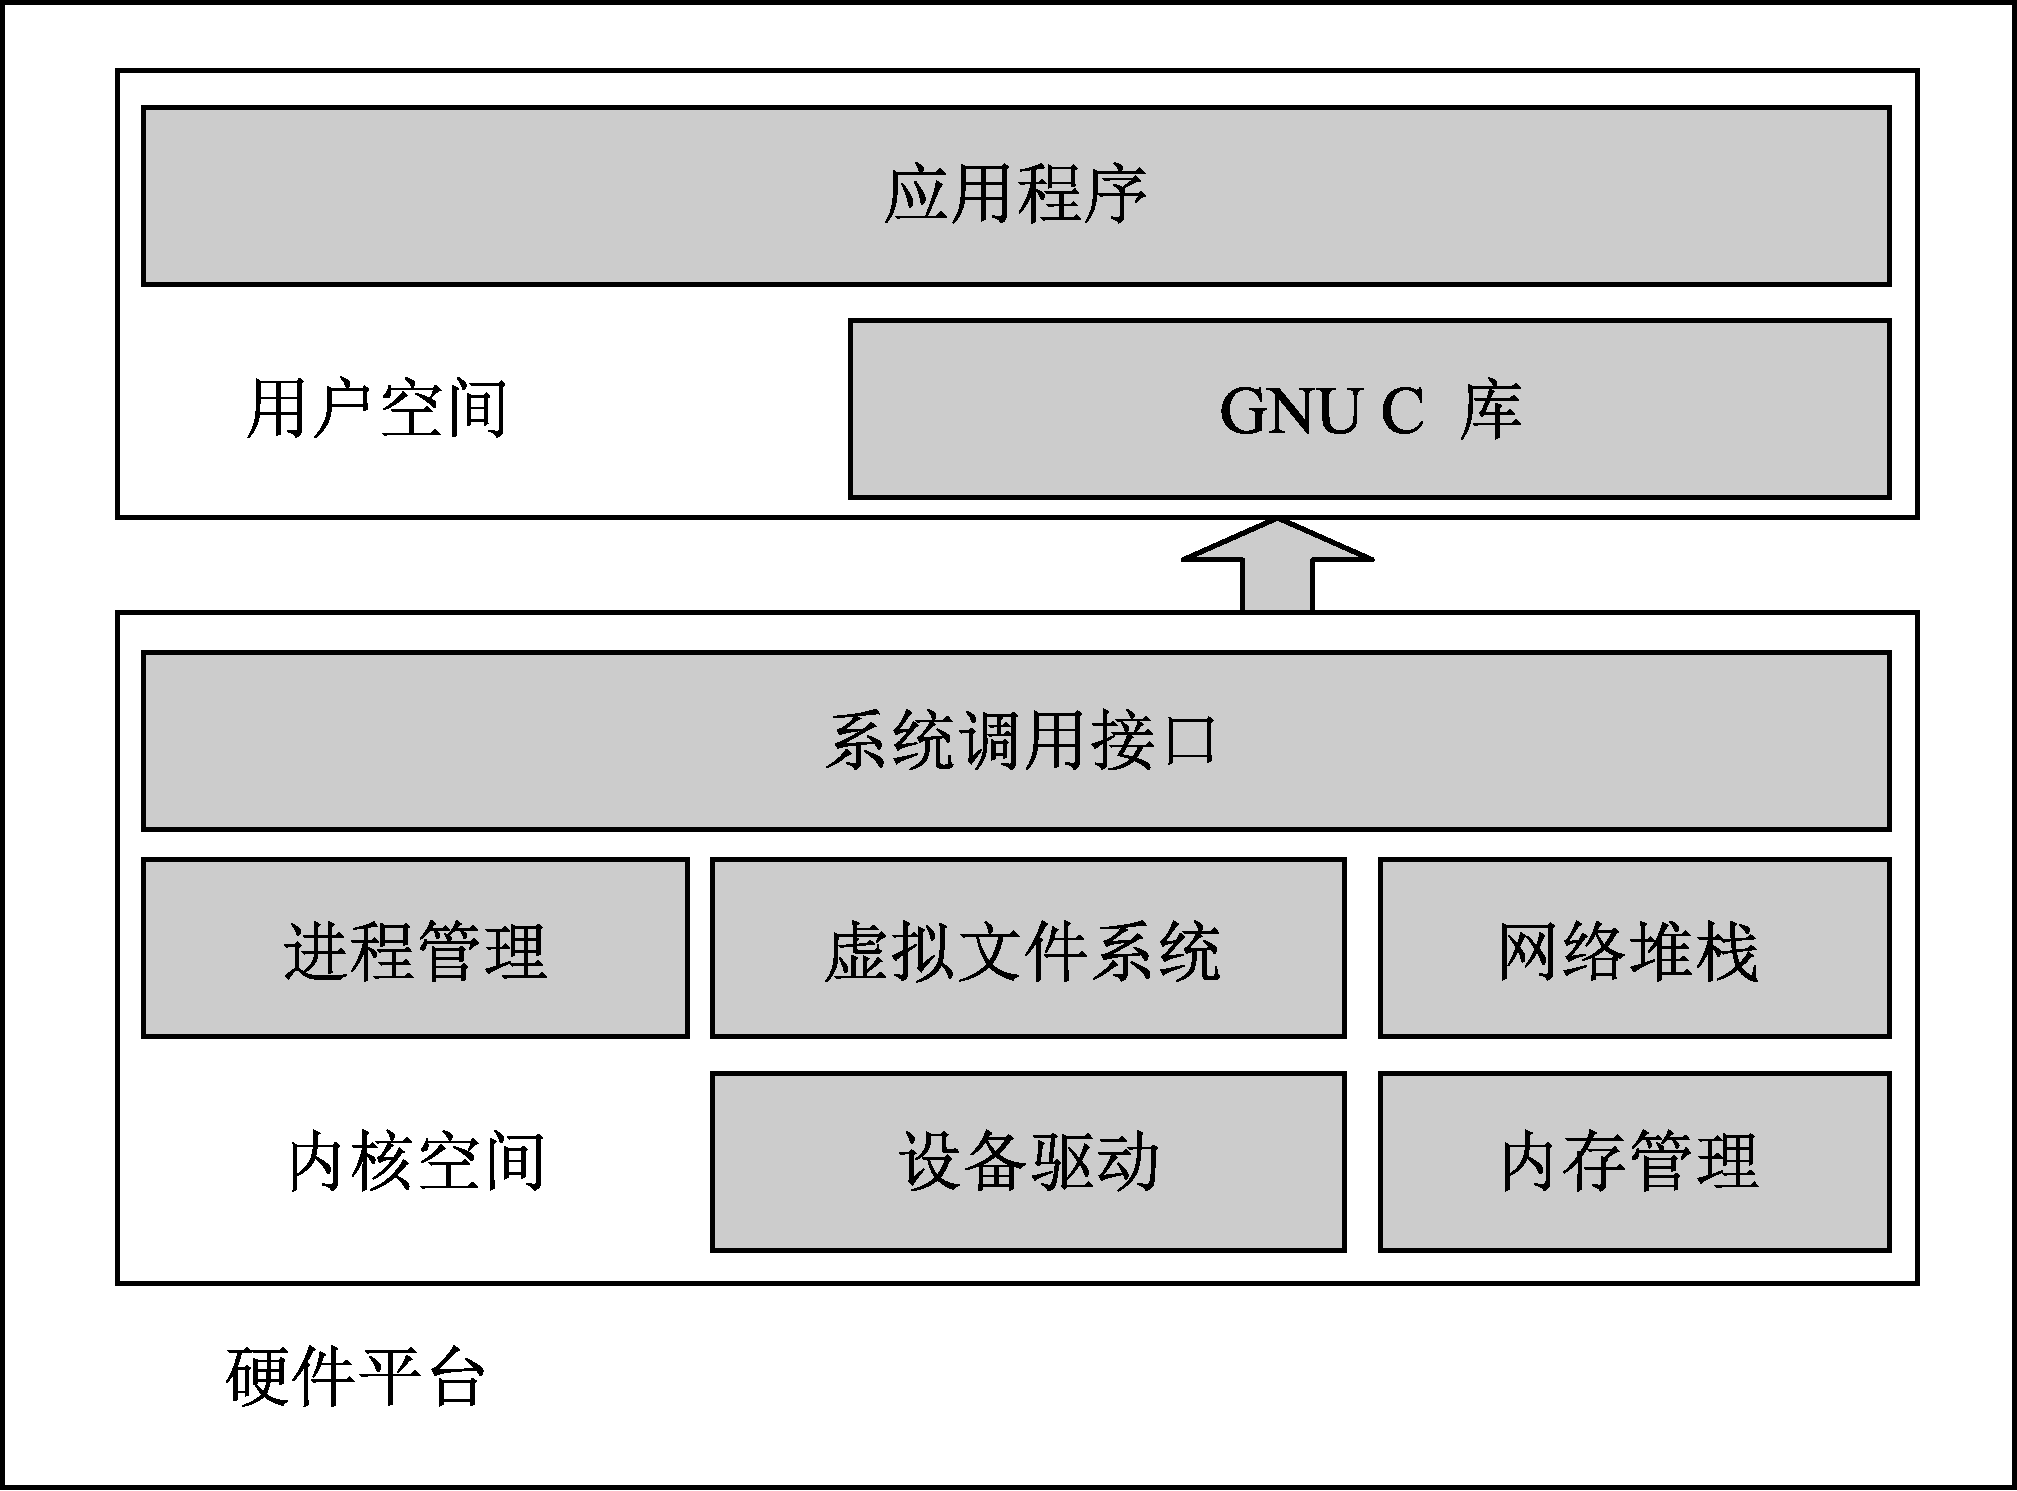 应用程序
用户空间
GNU C 库
系统调用接口
进程管理
虚拟文件系统
网络堆栈
内核空间
设备驱动
内存管理
硬件平台